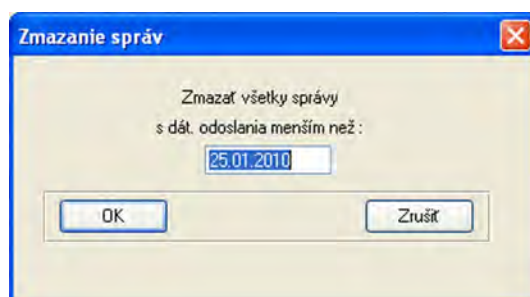 Zmazanie správ
Zmazať všetky správy
s dát. odoslania menším než :
25.01.2010
OK
Zrušiť